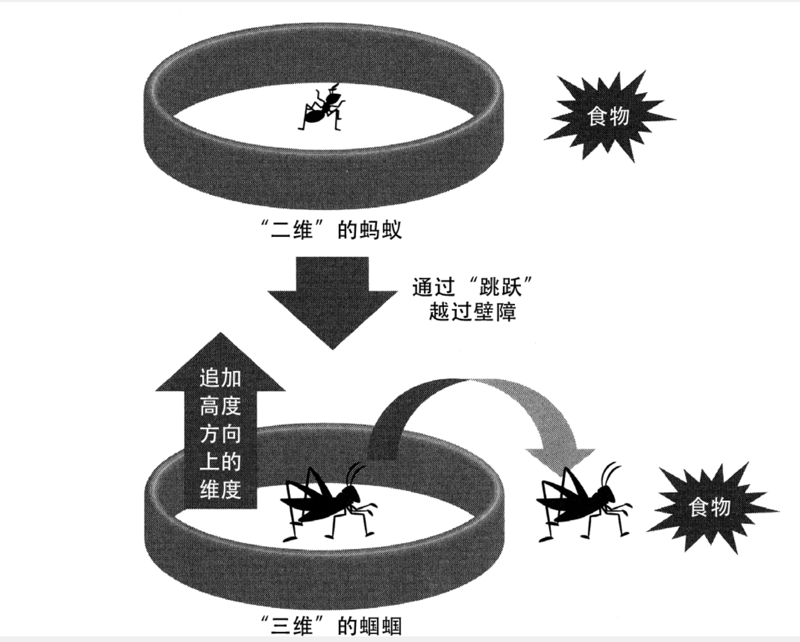 食物
“二维”的蚂蚁
通过“跳跃”
越过壁障
追加
高度
方向
上的
维度
食物
“三维”的蝈蝈